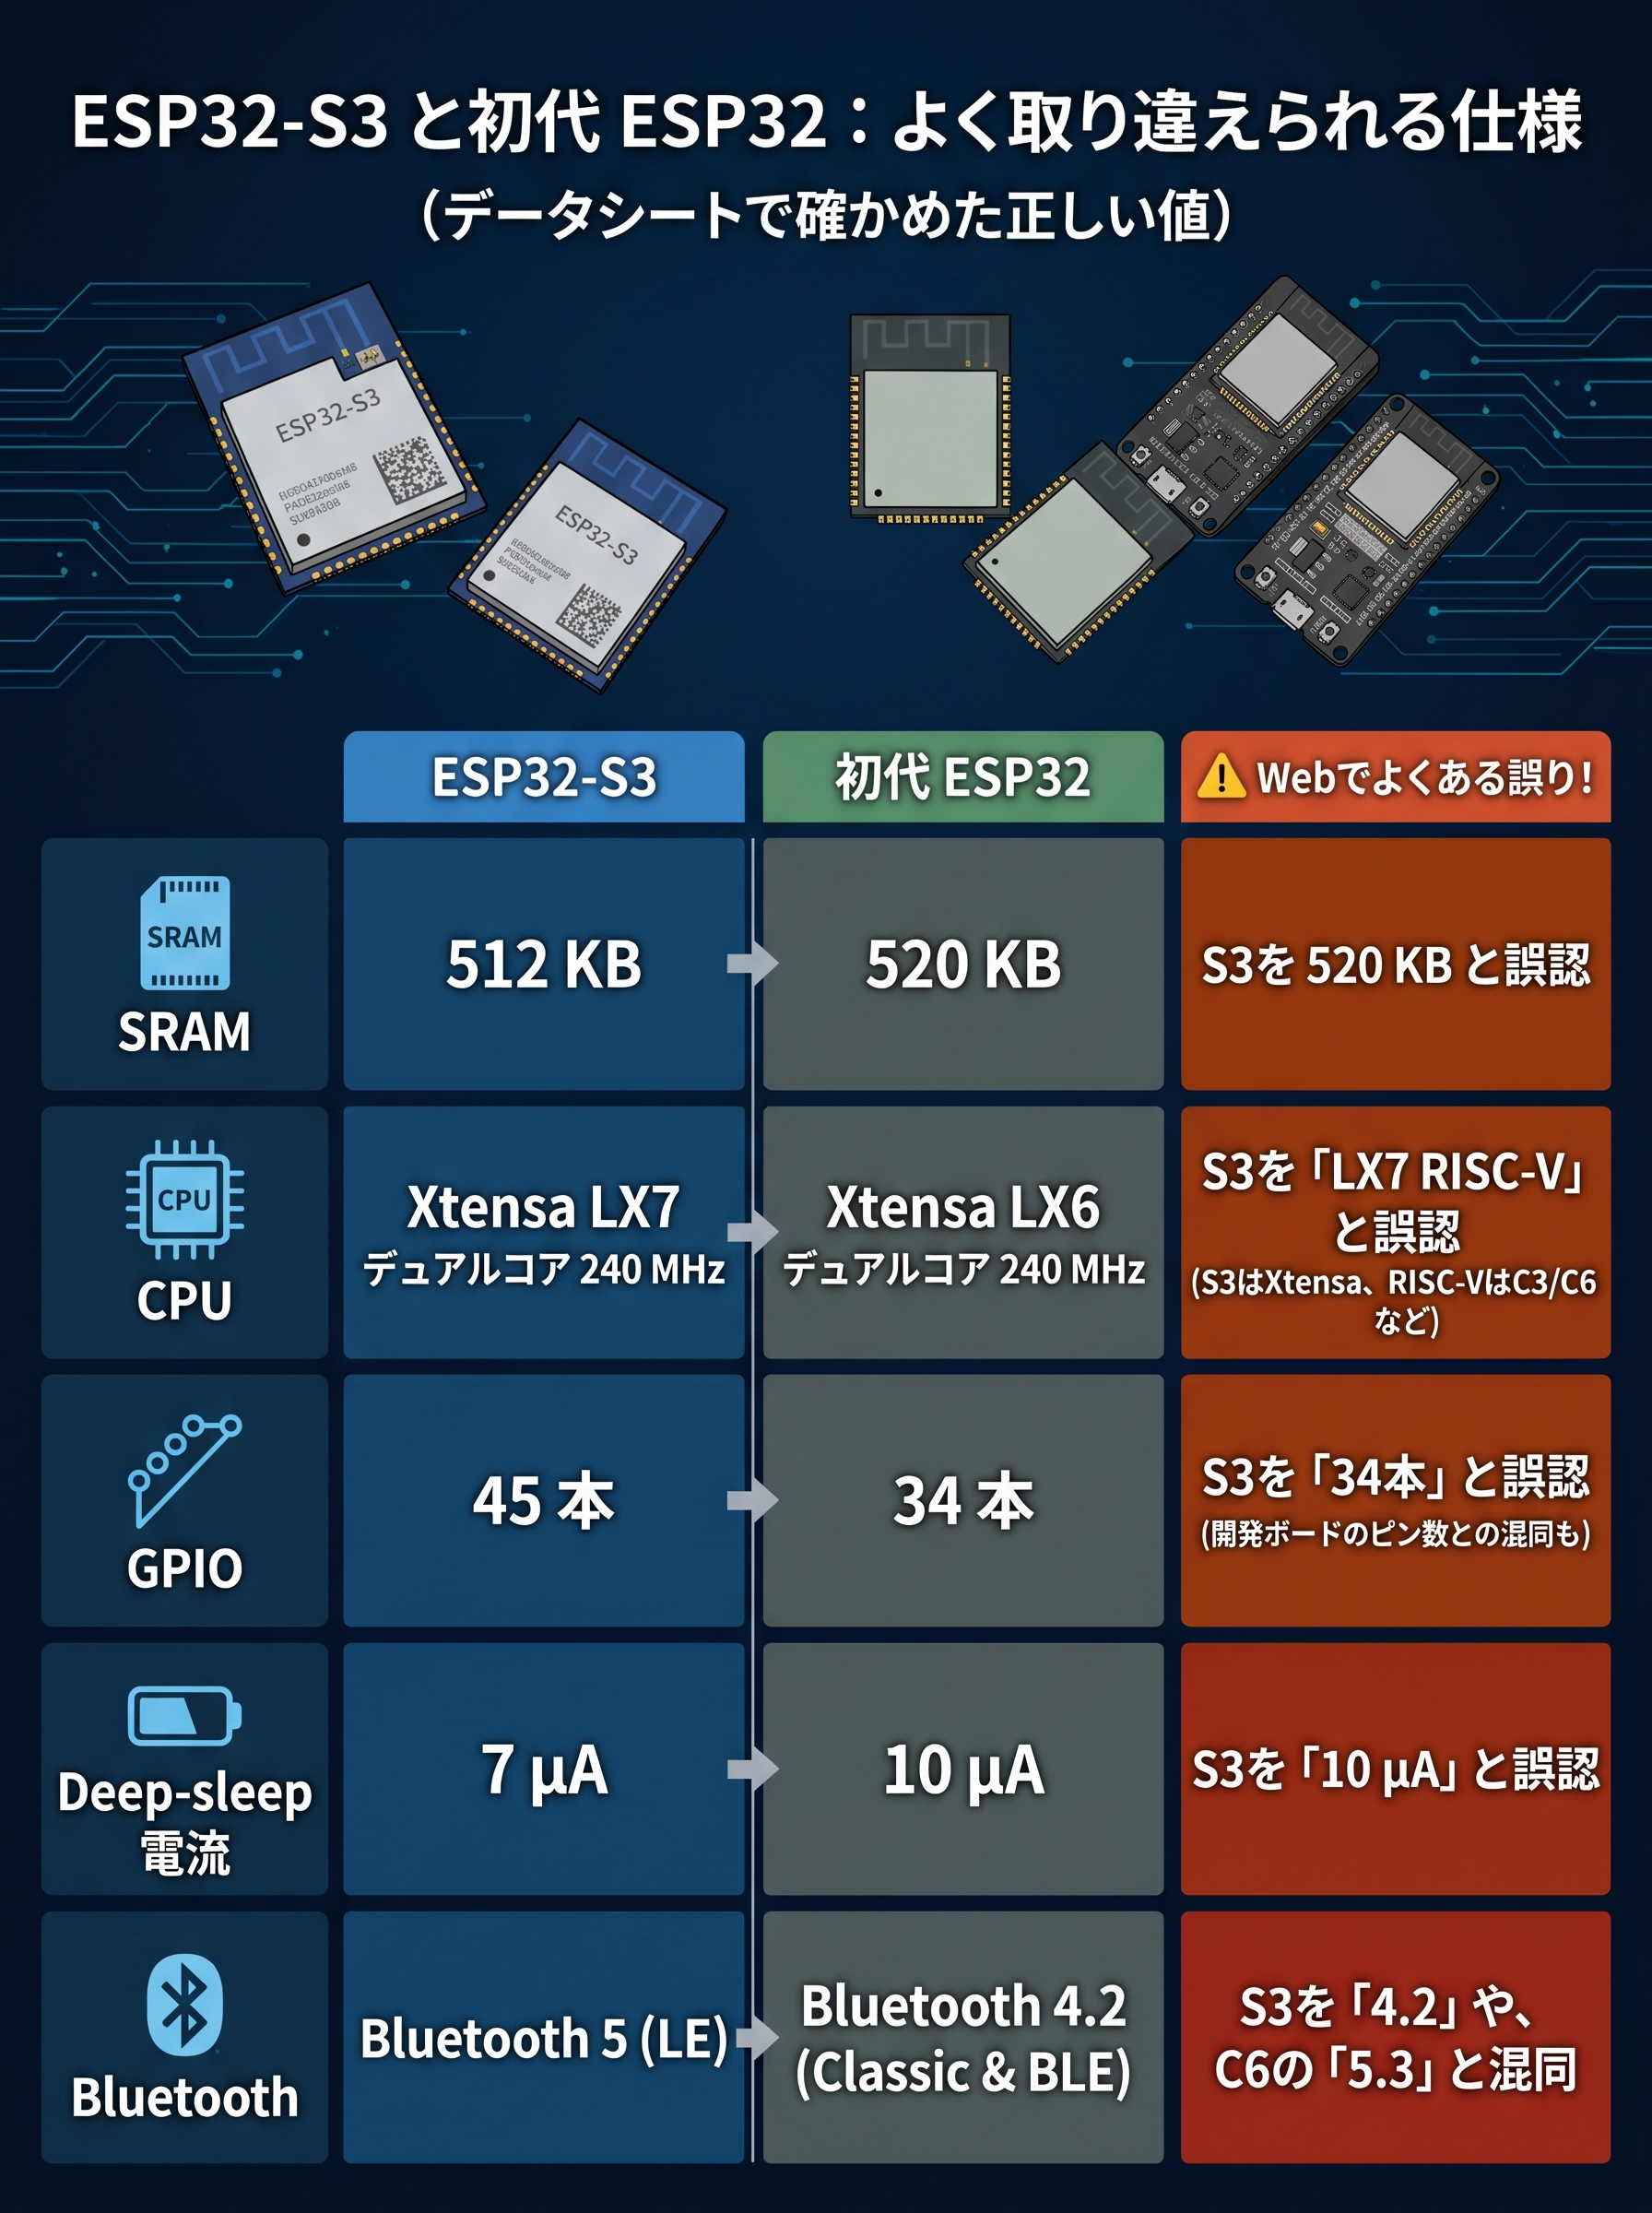 ESP32-S3 と初代 ESP32：よく取り違えられる仕様
（データシートで確かめた正しい値）
ESP32-S3
ESP32-S3
ESP32-S3
初代 ESP32
Webでよくある誤り！
SRAM
SRAM
512 KB
520 KB
S3を 520 KB と誤認
CPU
CPU
Xtensa LX7
デュアルコア 240 MHz
Xtensa LX6
デュアルコア 240 MHz
S3を「LX7 RISC-V」
と誤認
(S3はXtensa、RISC-VはC3/C6
など)
GPIO
45 本
34 本
S3を「34本」と誤認
(開発ボードのピン数との混同も)
Deep-sleep
電流
7 µA
10 µA
S3を「10 µA」と誤認
Bluetooth
Bluetooth 5 (LE)
Bluetooth 4.2
(Classic & BLE)
S3を「4.2」や、
C6の「5.3」と混同